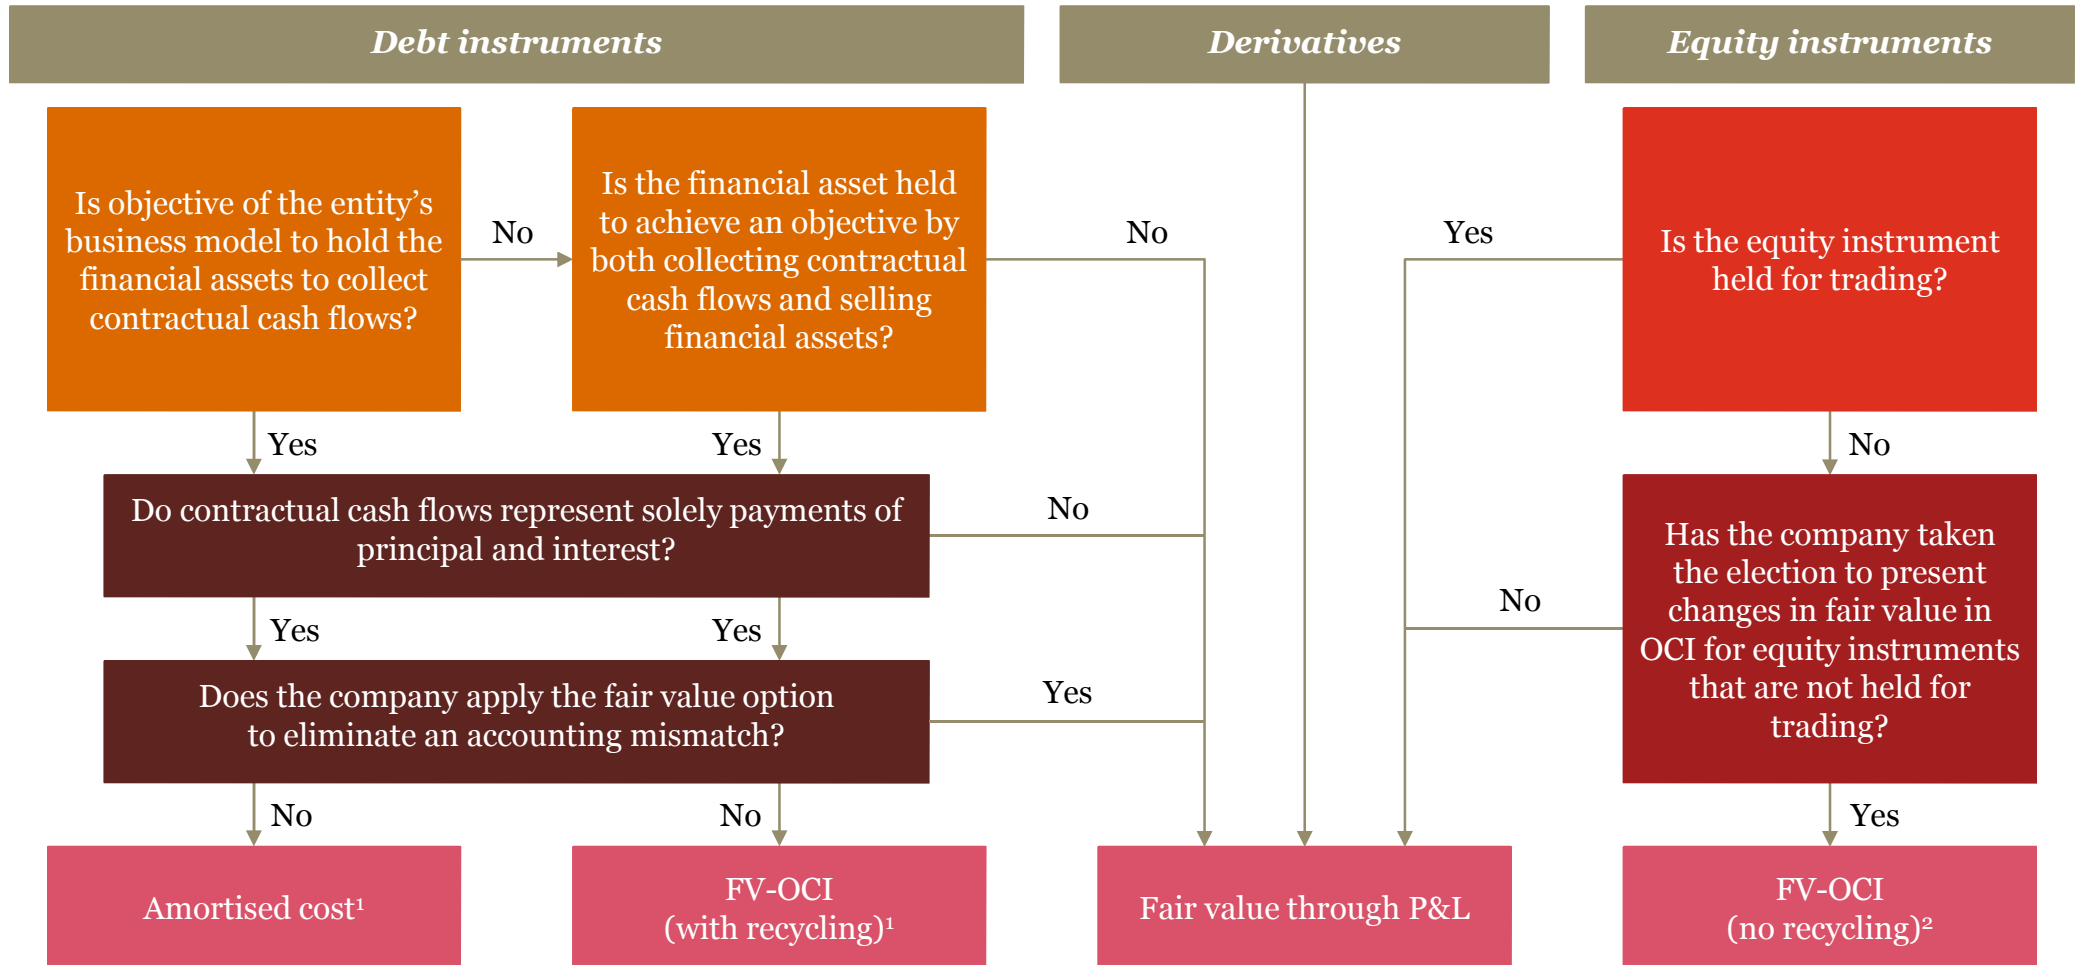 Debt instruments
Derivatives
Equity instruments
Is objective of the entity’s
business model to hold the
financial assets to collect
contractual cash flows?
No
Is the financial asset held
to achieve an objective by
both collecting contractual
cash flows and selling
financial assets?
No
Yes
Is the equity instrument
held for trading?
Yes
Yes
No
Do contractual cash flows represent solely payments of
principal and interest?
No
Has the company taken
the election to present
changes in fair value in
OCI for equity instruments
that are not held for
trading?
No
Yes
Yes
Does the company apply the fair value option
to eliminate an accounting mismatch?
Yes
No
No
Yes
Amortised cost¹
FV-OCI
(with recycling)¹
Fair value through P&L
FV-OCI
(no recycling)²